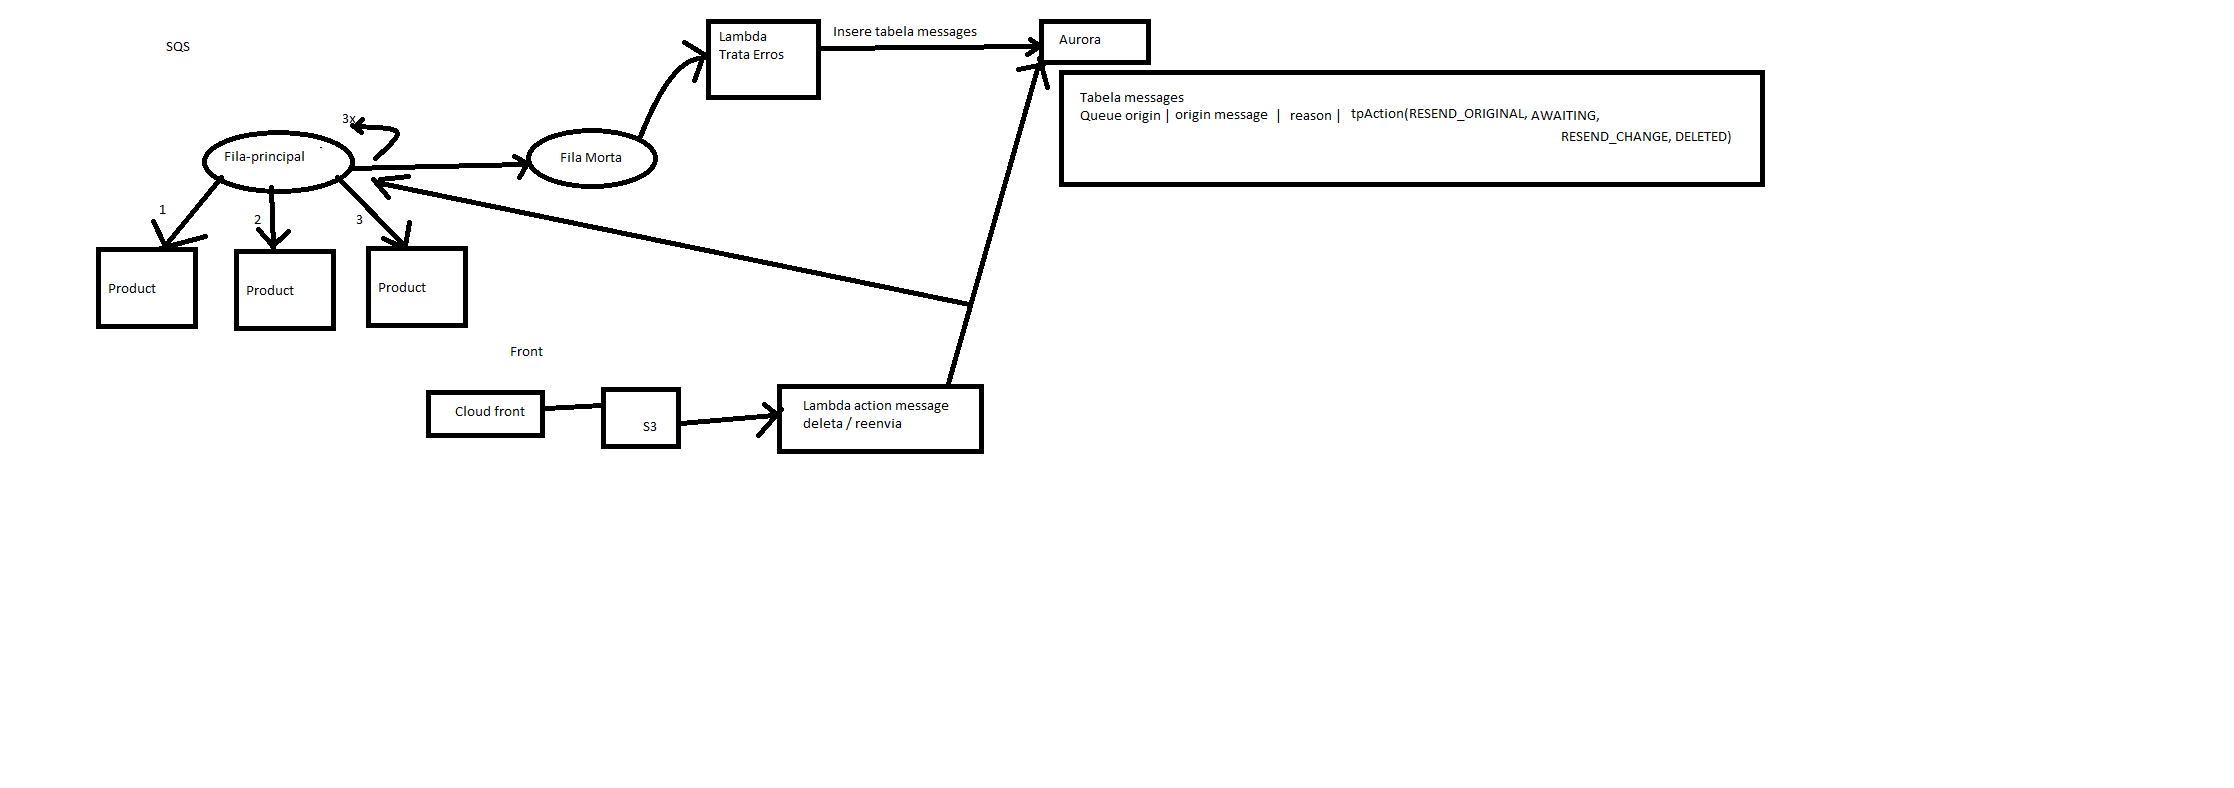 SQS
Lambda
Trata Erros
Insere tabela messages
Aurora
Tabela messages
Queue origin | origin message | reason | tpAction(RESEND_ORIGINAL, AWAITING,
RESEND_CHANGE, DELETED)
3x
Fila-principal
Fila Morta
1
2
3
Product
Product
Product
Front
Cloud front
S3
Lambda action message
deleta / reenvia